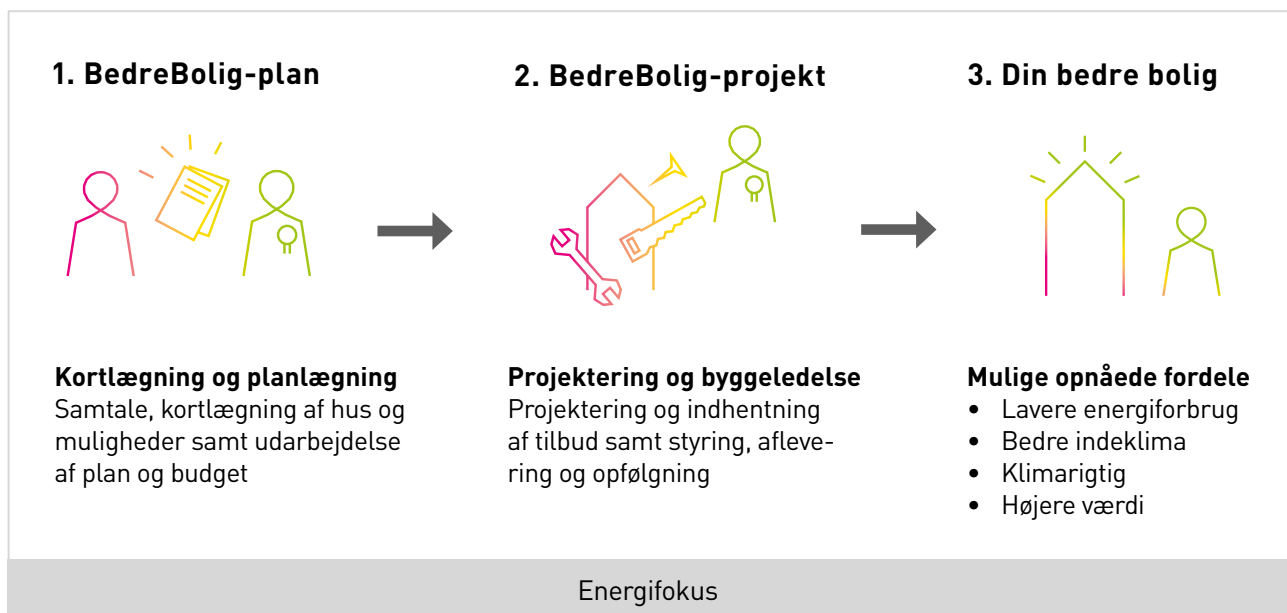 1. BedreBolig-plan
Kortlægning og planlægning
Samtale, kortlægning af hus og
muligheder samt udarbejdelse
af plan og budget
2. BedreBolig-projekt
Projektering og byggeledelse
Projektering og indhentning
af tilbud samt styring, afleve-
ring og opfølgning
3. Din bedre bolig
Mulige opnåede fordele
• Lavere energiforbrug
• Bedre indeklima
• Klimarigtig
• Højere værdi
Energifokus